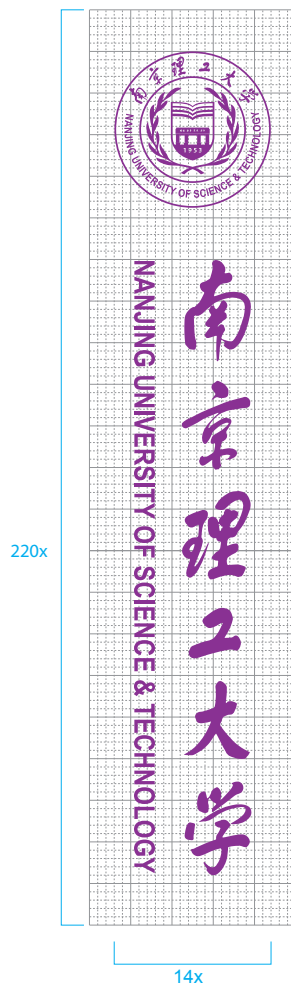 南京理工大学
NANJING UNIVERSITY OF SCIENCE & TECHNOLOGY
1953
南京理工大学
NANJING UNIVERSITY OF SCIENCE & TECHNOLOGY
220x
14x